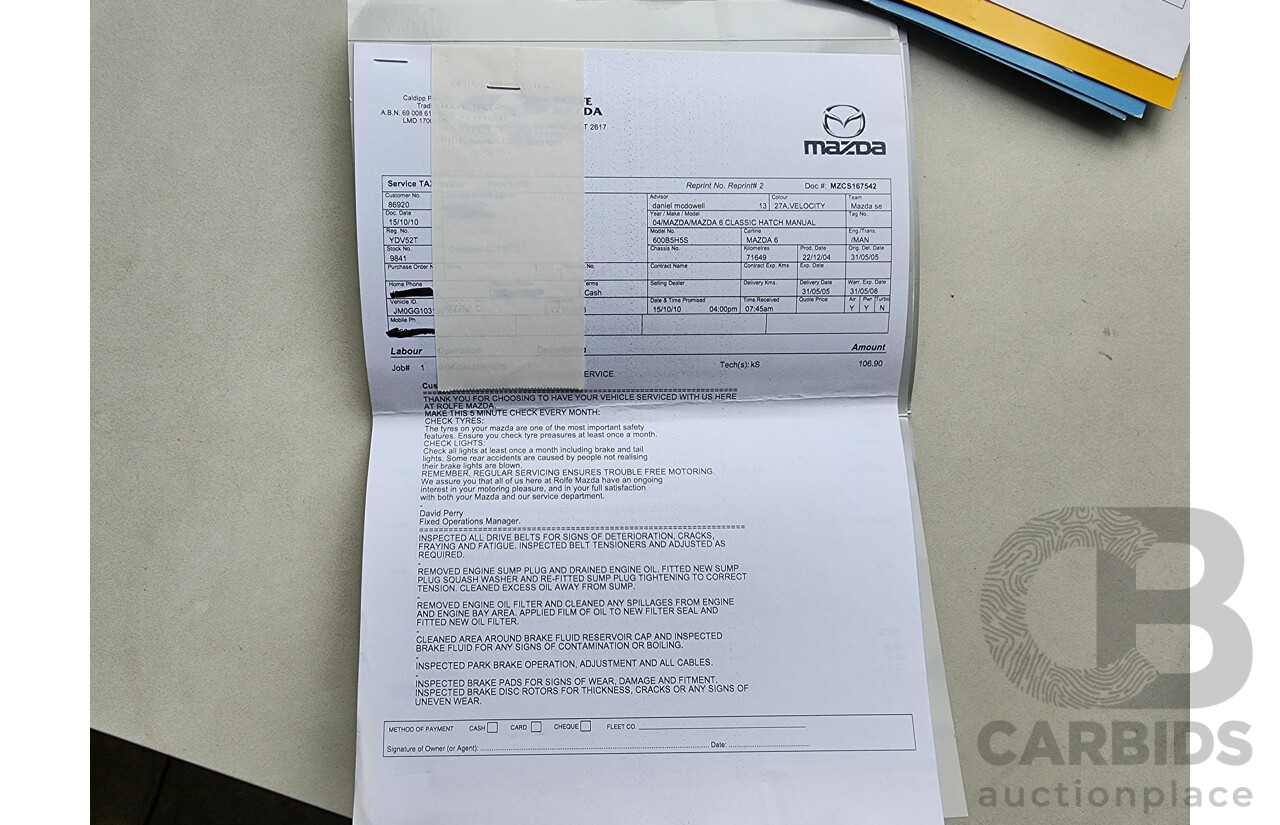 Caldipp P
Trad
A.B.N. 69 008 61
LMD 170
TE
DA
T 2617
mazda
Service TAX
Reprint No. Reprint# 2
Doc #: MZCS167542
Customer No.
86920
Advisor
daniel mcdowell 13
Colour
27A,VELOCITY
Team
Mazda se
Doc. Date
15/10/10
Year / Make / Model
04/MAZDA/MAZDA 6 CLASSIC HATCH MANUAL
Tag No.
Reg. No.
YDV52T
Model No.
600B5H5S
Carline
MAZDA 6
Eng./Trans.
/MAN
Stock No.
9841
Chassis No.
Kilometres
71649
Prod. Date
22/12/04
Orig. Del. Date
31/05/05
Purchase Order N
No.
Contract Name
Contract Exp. Kms
Exp. Date
Home Phone
erms
Cash
Selling Dealer
Delivery Kms.
Delivery Date
31/05/05
Warr. Exp. Date
31/05/08
Vehicle ID.
JM0GG103
Date & Time Promised
15/10/10 04:00pm
Time Received
07:45am
Quote Price
Air Pwr Turbo
Y Y N
Mobile Ph
Labour
Amount
Job# 1
Tech(s): kS
106.90
ERVICE.
Cus
THANK YOU FOR CHOOSING TO HAVE YOUR VEHICLE SERVICED WITH US HERE
AT ROLFE MAZDA.
MAKE THIS 5 MINUTE CHECK EVERY MONTH:
CHECK TYRES:
The tyres on your mazda are one of the most important safety
features. Ensure you check tyre preasures at least once a month.
CHECK LIGHTS:
Check all lights at least once a month including brake and tail
lights. Some rear accidents are caused by people not realising
their brake lights are blown.
REMEMBER, REGULAR SERVICING ENSURES TROUBLE FREE MOTORING.
We assure you that all of us here at Rolfe Mazda have an ongoing
interest in your motoring pleasure, and in your full satisfaction
with both your Mazda and our service department.
-
David Perry
Fixed Operations Manager.
INSPECTED ALL DRIVE BELTS FOR SIGNS OF DETERIORATION, CRACKS,
FRAYING AND FATIGUE. INSPECTED BELT TENSIONERS AND ADJUSTED AS
REQUIRED.
-
REMOVED ENGINE SUMP PLUG AND DRAINED ENGINE OIL. FITTED NEW SUMP
PLUG SQUASH WASHER AND RE-FITTED SUMP PLUG TIGHTENING TO CORRECT
TENSION. CLEANED EXCESS OIL AWAY FROM SUMP.
-
REMOVED ENGINE OIL FILTER AND CLEANED ANY SPILLAGES FROM ENGINE
AND ENGINE BAY AREA. APPLIED FILM OF OIL TO NEW FILTER SEAL AND
FITTED NEW OIL FILTER.
-
CLEANED AREA AROUND BRAKE FLUID RESERVOIR CAP AND INSPECTED
BRAKE FLUID FOR ANY SIGNS OF CONTAMINATION OR BOILING.
-
INSPECTED PARK BRAKE OPERATION, ADJUSTMENT AND ALL CABLES.
-
INSPECTED BRAKE PADS FOR SIGNS OF WEAR, DAMAGE AND FITMENT.
INSPECTED BRAKE DISC ROTORS FOR THICKNESS, CRACKS OR ANY SIGNS OF
UNEVEN WEAR.
METHOD OF PAYMENT CASH CARD CHEQUE FLEET CO.
Signature of Owner (or Agent): Date:
CB
CARBIDS
auctionplace